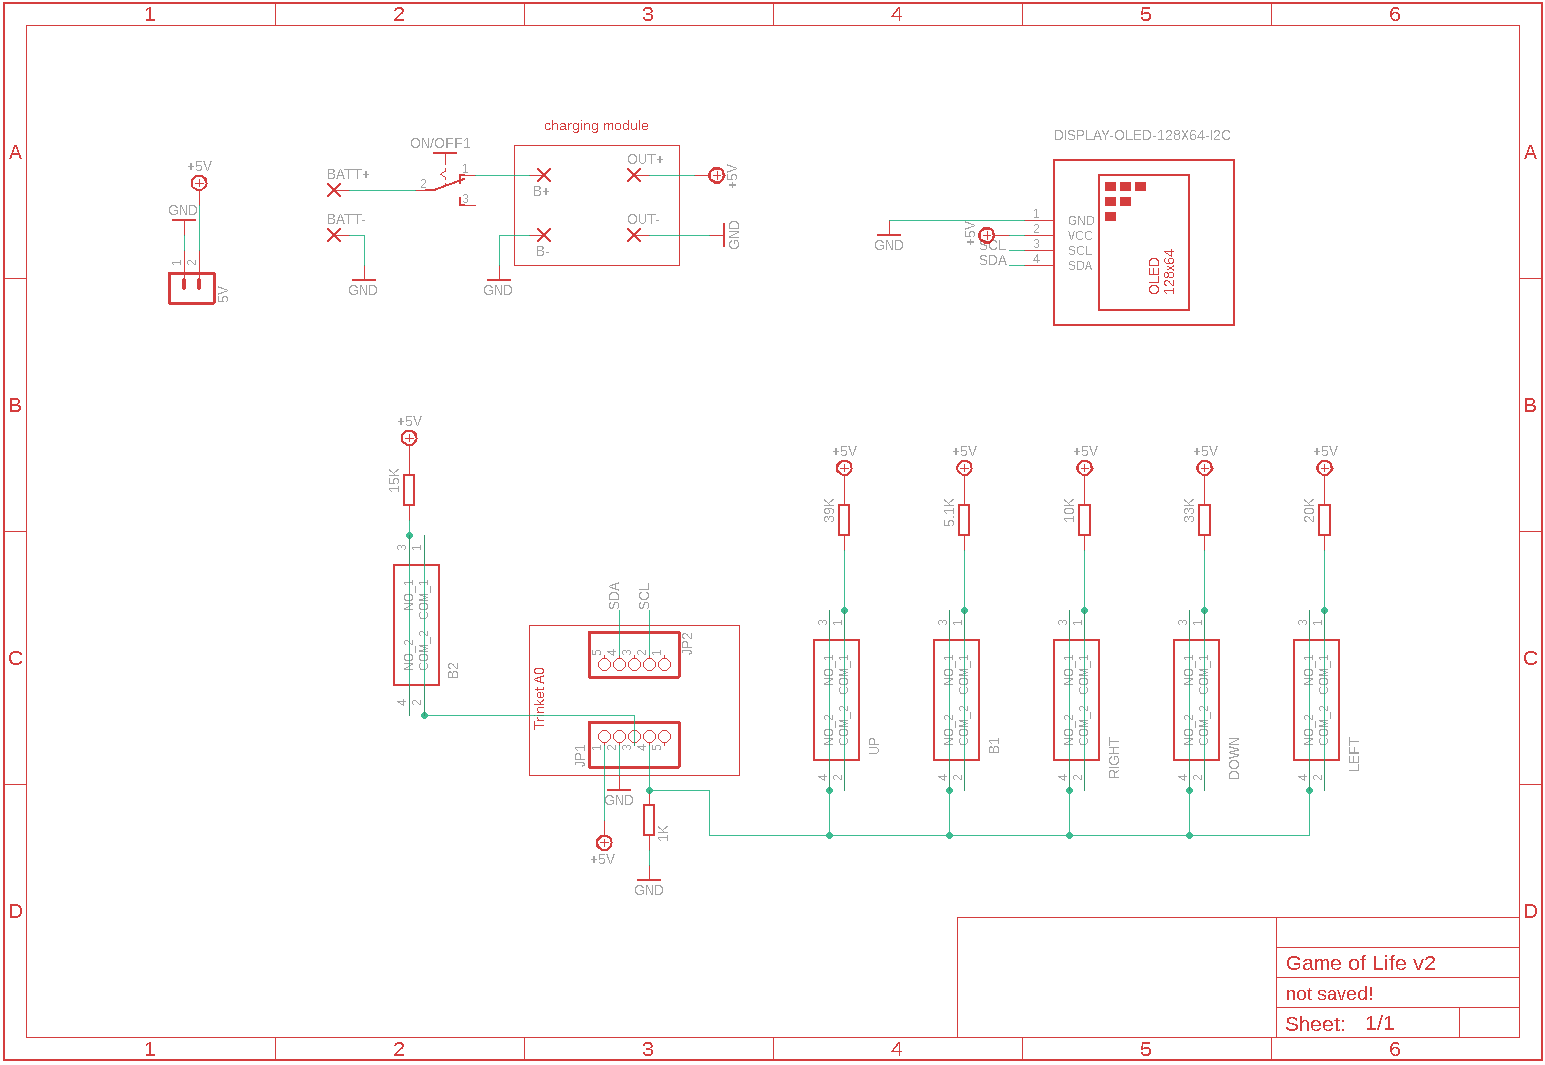 1 2 3 4 5 6
A A
B B
C C
D D
1 2 3 4 5 6
+5V
GND
1
2
5V
ON/OFF1
BATT+
BATT-
2
1
3
GND
charging module
B+
B-
OUT+
OUT-
GND
+5V
GND
DISPLAY-OLED-128X64-I2C
GND
+5V
SCL
SDA
1
2
3
4
GND
VCC
SCL
SDA
OLED
128x64
+5V
15K
3
1
NO_1
COM_1
NO_2
COM_2
4
2
B2
SDA
SCL
5
4
3
2
1
JP2
Trinket A0
JP1
1
2
3
4
5
GND
+5V
1K
GND
+5V
39K
3
1
NO_1
COM_1
NO_2
COM_2
4
2
UP
+5V
5.1K
3
1
NO_1
COM_1
NO_2
COM_2
4
2
B1
+5V
10K
3
1
NO_1
COM_1
NO_2
COM_2
4
2
RIGHT
+5V
33K
3
1
NO_1
COM_1
NO_2
COM_2
4
2
DOWN
+5V
20K
3
1
NO_1
COM_1
NO_2
COM_2
4
2
LEFT
Game of Life v2
not saved!
Sheet: 1/1